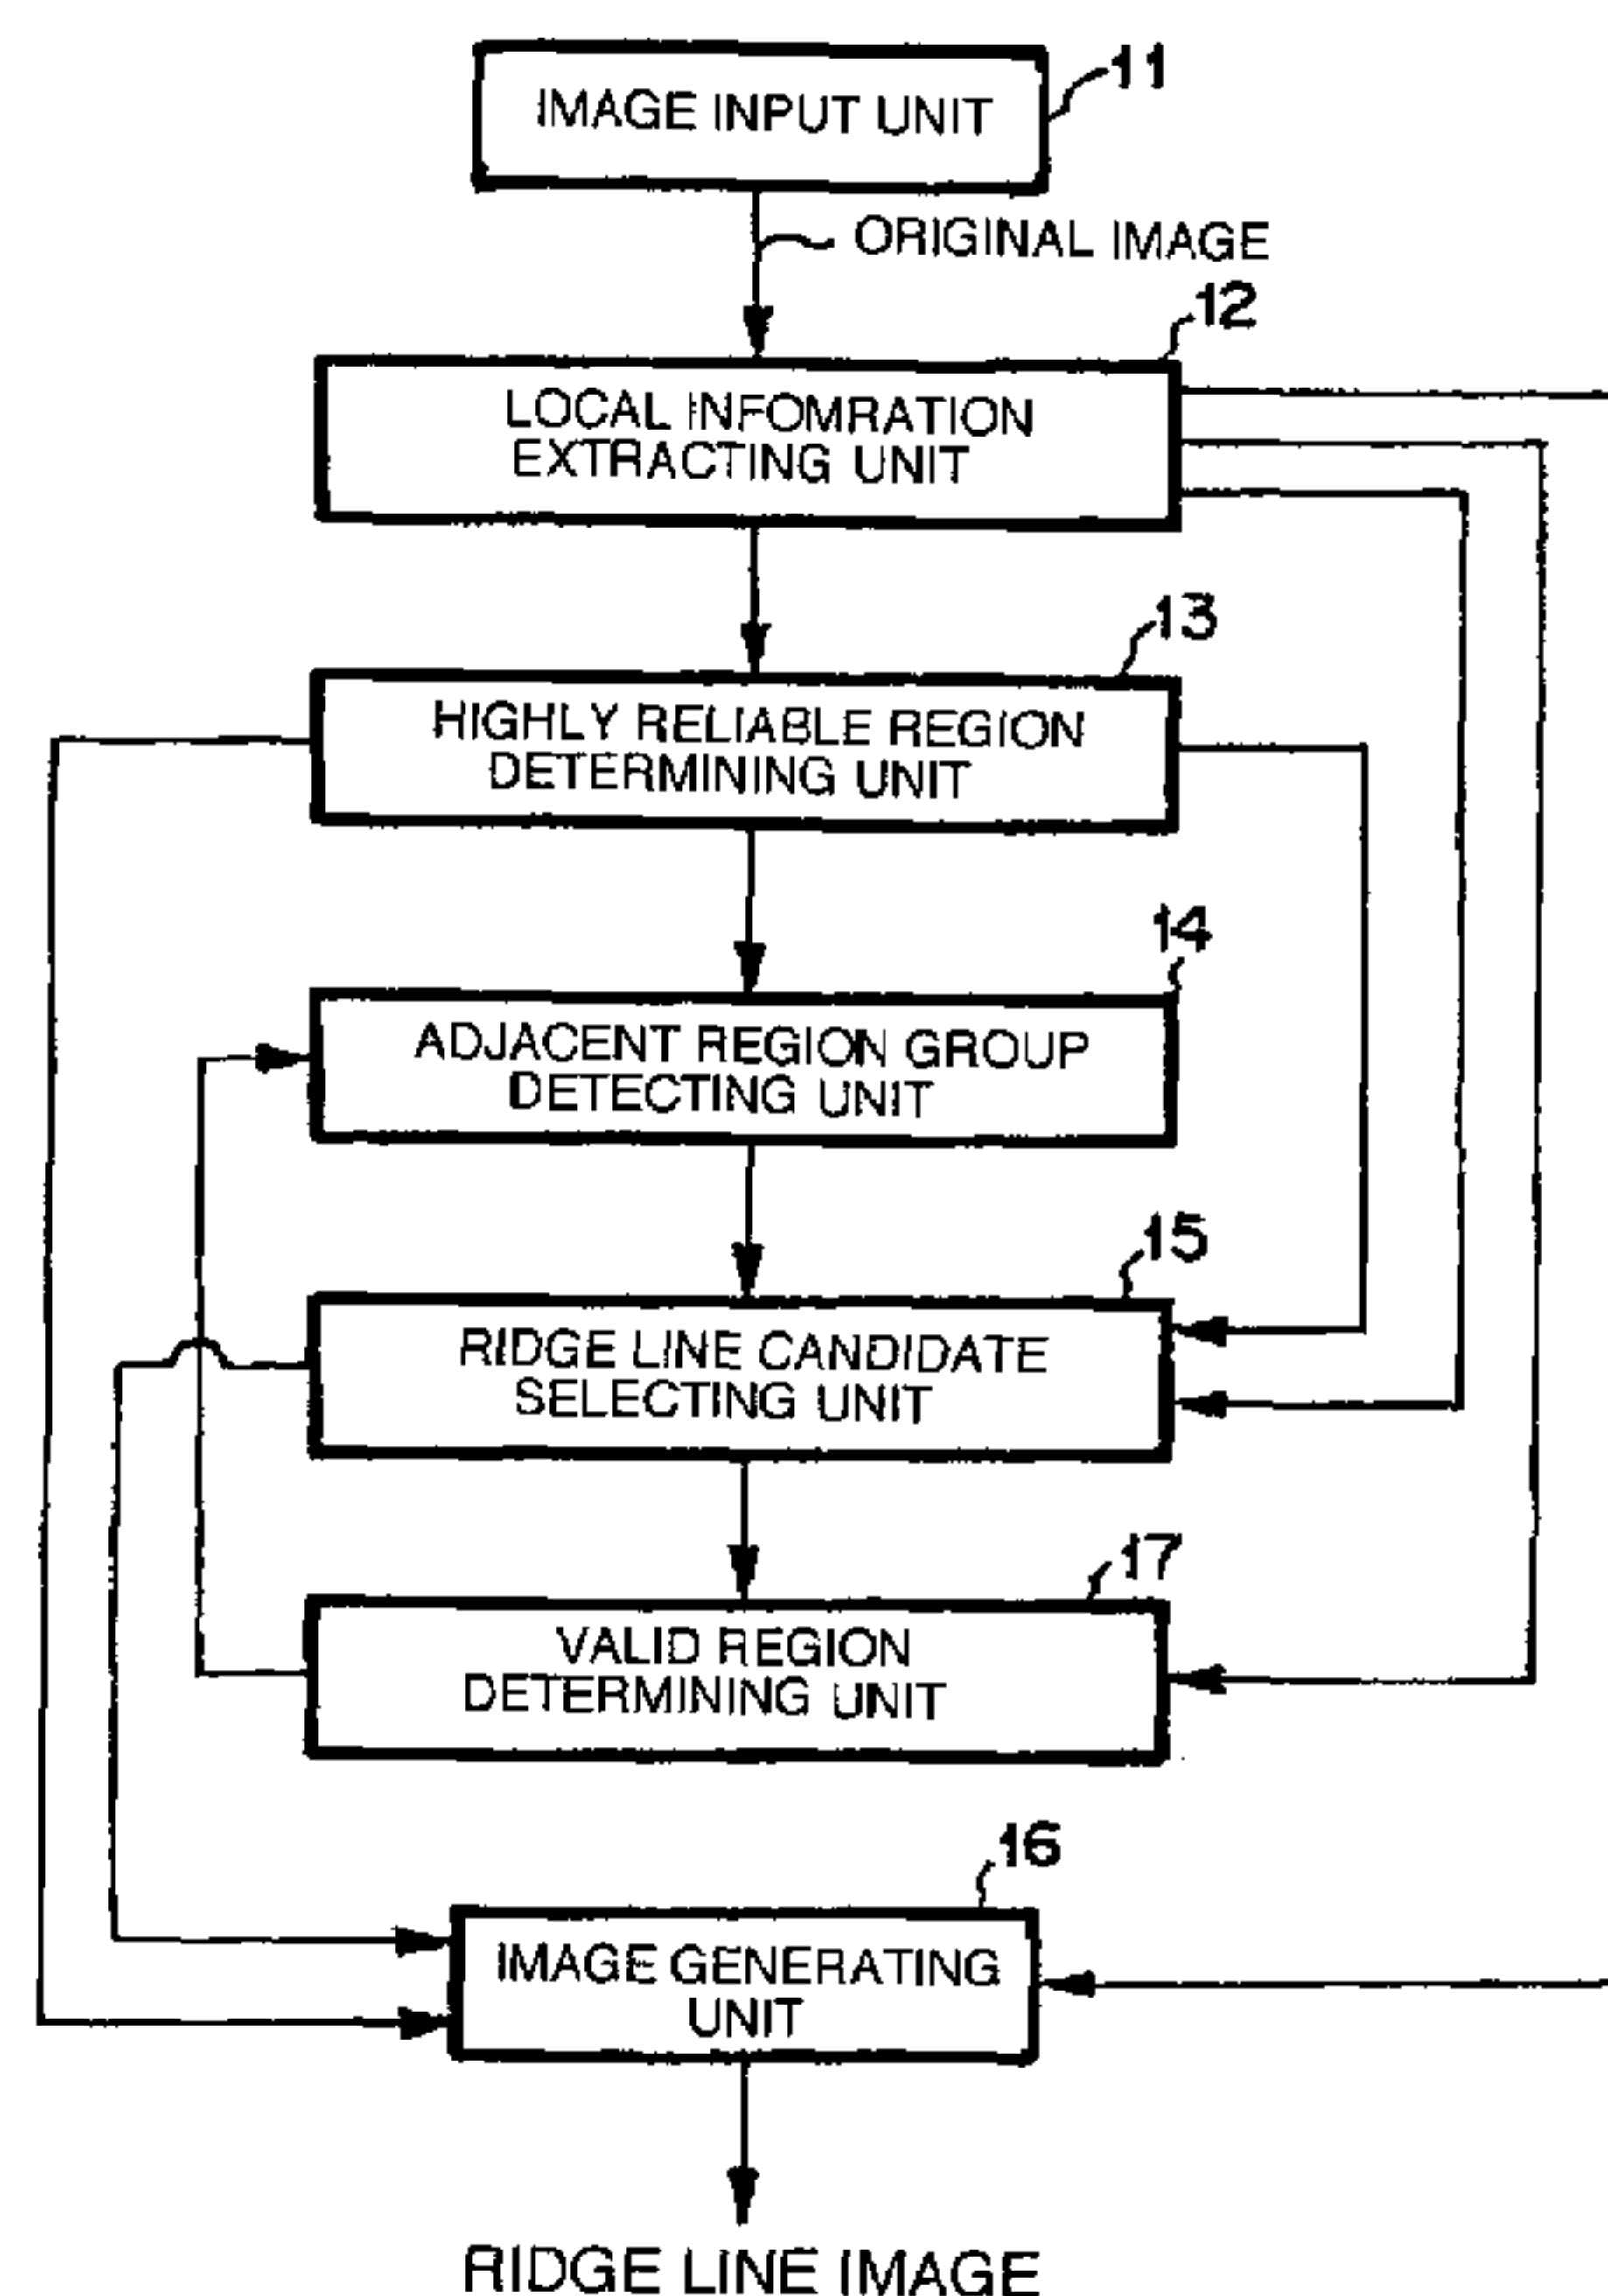 11
IMAGE INPUT UNIT
ORIGINAL IMAGE
12
LOCAL INFOMRATION
EXTRACTING UNIT
13
HIGHLY RELIABLE REGION
DETERMINING UNIT
14
ADJACENT REGION GROUP
DETECTING UNIT
15
RIDGE LINE CANDIDATE
SELECTING UNIT
17
VALID REGION
DETERMINING UNIT
16
IMAGE GENERATING
UNIT
RIDGE LINE IMAGE